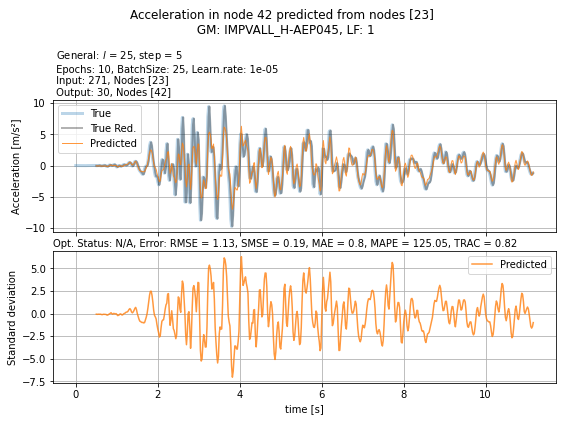 Acceleration in node 42 predicted from nodes [23]
GM: IMPVALL_H-AEP045, LF: 1
General: l = 25, step = 5
Epochs: 10, BatchSize: 25, Learn.rate: 1e-05
Input: 271, Nodes [23]
Output: 30, Nodes [42]
Acceleration [m/s²]
10
5
0
−5
−10
True
True Red.
Predicted
Opt. Status: N/A, Error: RMSE = 1.13, SMSE = 0.19, MAE = 0.8, MAPE = 125.05, TRAC = 0.82
Standard deviation
5.0
2.5
0.0
−2.5
−5.0
−7.5
Predicted
0 2 4 6 8 10
time [s]